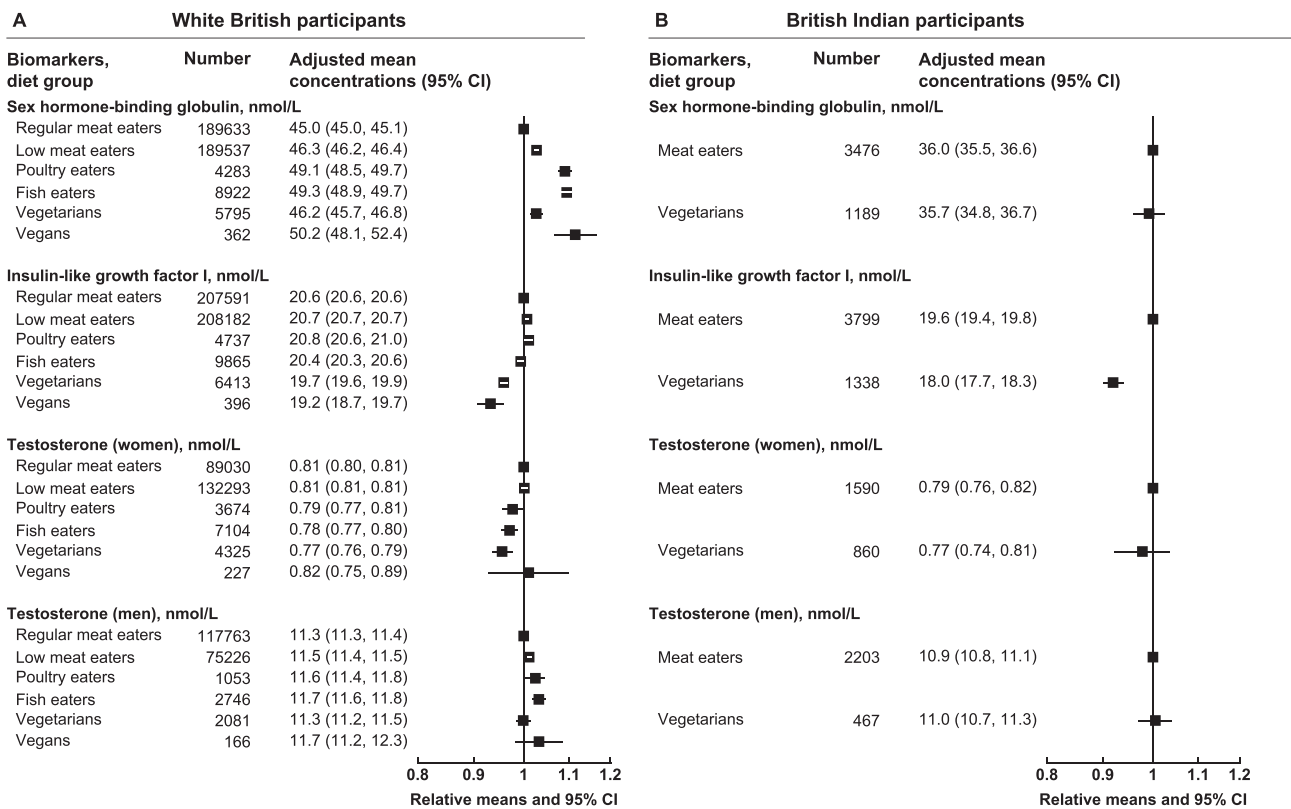 A White British participants
Biomarkers, diet group Number Adjusted mean concentrations (95% CI)
Sex hormone-binding globulin, nmol/L
Regular meat eaters 189633 45.0 (45.0, 45.1)
Low meat eaters 189537 46.3 (46.2, 46.4)
Poultry eaters 4283 49.1 (48.5, 49.7)
Fish eaters 8922 49.3 (48.9, 49.7)
Vegetarians 5795 46.2 (45.7, 46.8)
Vegans 362 50.2 (48.1, 52.4)
Insulin-like growth factor I, nmol/L
Regular meat eaters 207591 20.6 (20.6, 20.6)
Low meat eaters 208182 20.7 (20.7, 20.7)
Poultry eaters 4737 20.8 (20.6, 21.0)
Fish eaters 9865 20.4 (20.3, 20.6)
Vegetarians 6413 19.7 (19.6, 19.9)
Vegans 396 19.2 (18.7, 19.7)
Testosterone (women), nmol/L
Regular meat eaters 89030 0.81 (0.80, 0.81)
Low meat eaters 132293 0.81 (0.81, 0.81)
Poultry eaters 3674 0.79 (0.77, 0.81)
Fish eaters 7104 0.78 (0.77, 0.80)
Vegetarians 4325 0.77 (0.76, 0.79)
Vegans 227 0.82 (0.75, 0.89)
Testosterone (men), nmol/L
Regular meat eaters 117763 11.3 (11.3, 11.4)
Low meat eaters 75226 11.5 (11.4, 11.5)
Poultry eaters 1053 11.6 (11.4, 11.8)
Fish eaters 2746 11.7 (11.6, 11.8)
Vegetarians 2081 11.3 (11.2, 11.5)
Vegans 166 11.7 (11.2, 12.3)
0.8 0.9 1 1.1 1.2
Relative means and 95% CI
B British Indian participants
Biomarkers, diet group Number Adjusted mean concentrations (95% CI)
Sex hormone-binding globulin, nmol/L
Meat eaters 3476 36.0 (35.5, 36.6)
Vegetarians 1189 35.7 (34.8, 36.7)
Insulin-like growth factor I, nmol/L
Meat eaters 3799 19.6 (19.4, 19.8)
Vegetarians 1338 18.0 (17.7, 18.3)
Testosterone (women), nmol/L
Meat eaters 1590 0.79 (0.76, 0.82)
Vegetarians 860 0.77 (0.74, 0.81)
Testosterone (men), nmol/L
Meat eaters 2203 10.9 (10.8, 11.1)
Vegetarians 467 11.0 (10.7, 11.3)
0.8 0.9 1 1.1 1.2
Relative means and 95% CI